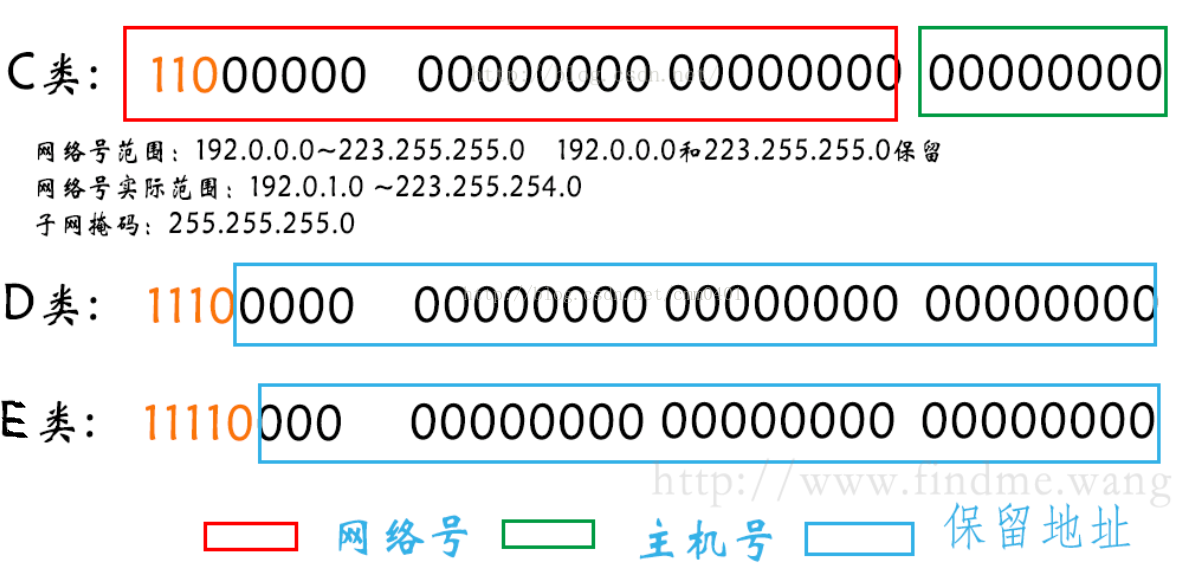 C类： 11000000 00000000 00000000 00000000
http://blog.csdn.net/
网络号范围：192.0.0.0~223.255.255.0 192.0.0.0和223.255.255.0保留
网络号实际范围：192.0.1.0 ~223.255.254.0
子网掩码：255.255.255.0
D类： 11100000 00000000 00000000 00000000
E类： 11110000 00000000 00000000 00000000
http://www.findme.wang
网络号 主机号 保留地址